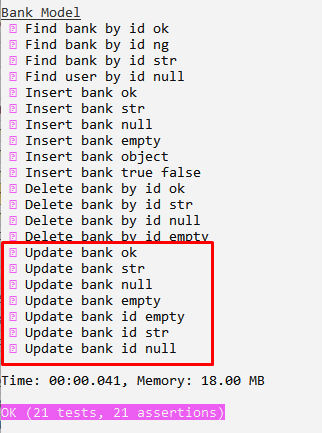 Bank Model
Find bank by id ok
Find bank by id ng
Find bank by id str
Find user by id null
Insert bank ok
Insert bank str
Insert bank null
Insert bank empty
Insert bank object
Insert bank true false
Delete bank by id ok
Delete bank by id str
Delete bank by id null
Delete bank by id empty
Update bank ok
Update bank str
Update bank null
Update bank empty
Update bank id empty
Update bank id str
Update bank id null
Time: 00:00.041, Memory: 18.00 MB
OK (21 tests, 21 assertions)